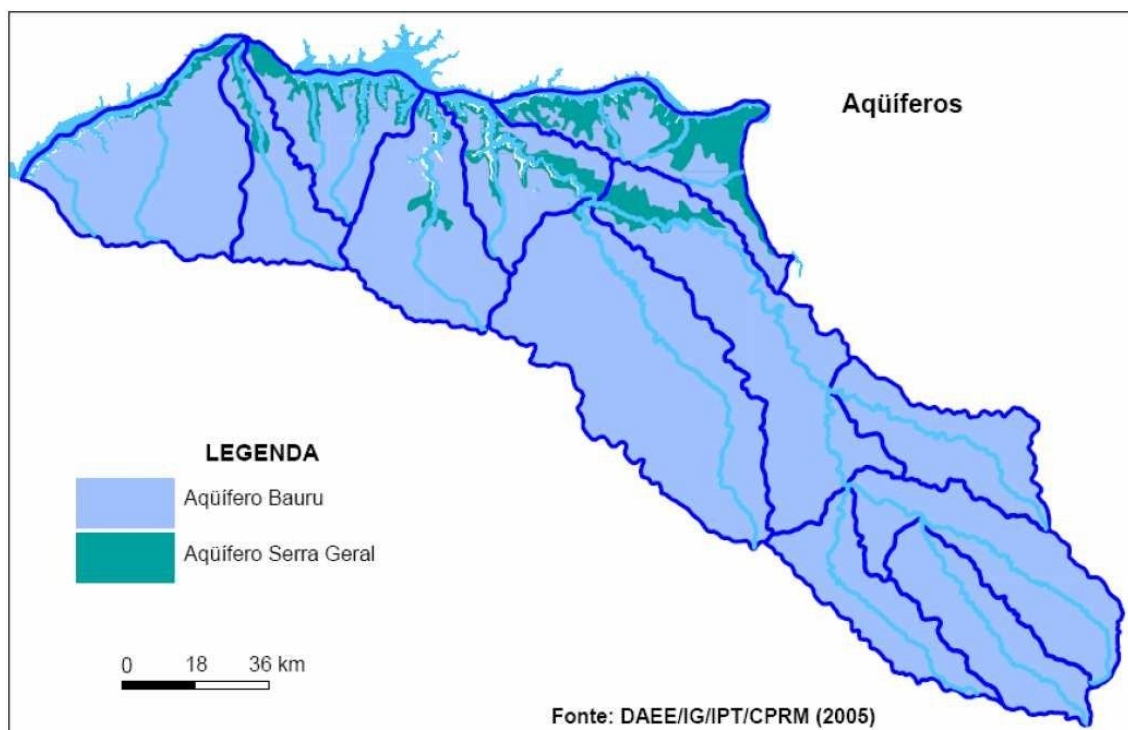 Aqüíferos
LEGENDA
Aqüífero Bauru
Aqüífero Serra Geral
0 18 36 km
Fonte: DAEE/IG/IPT/CPRM (2005)